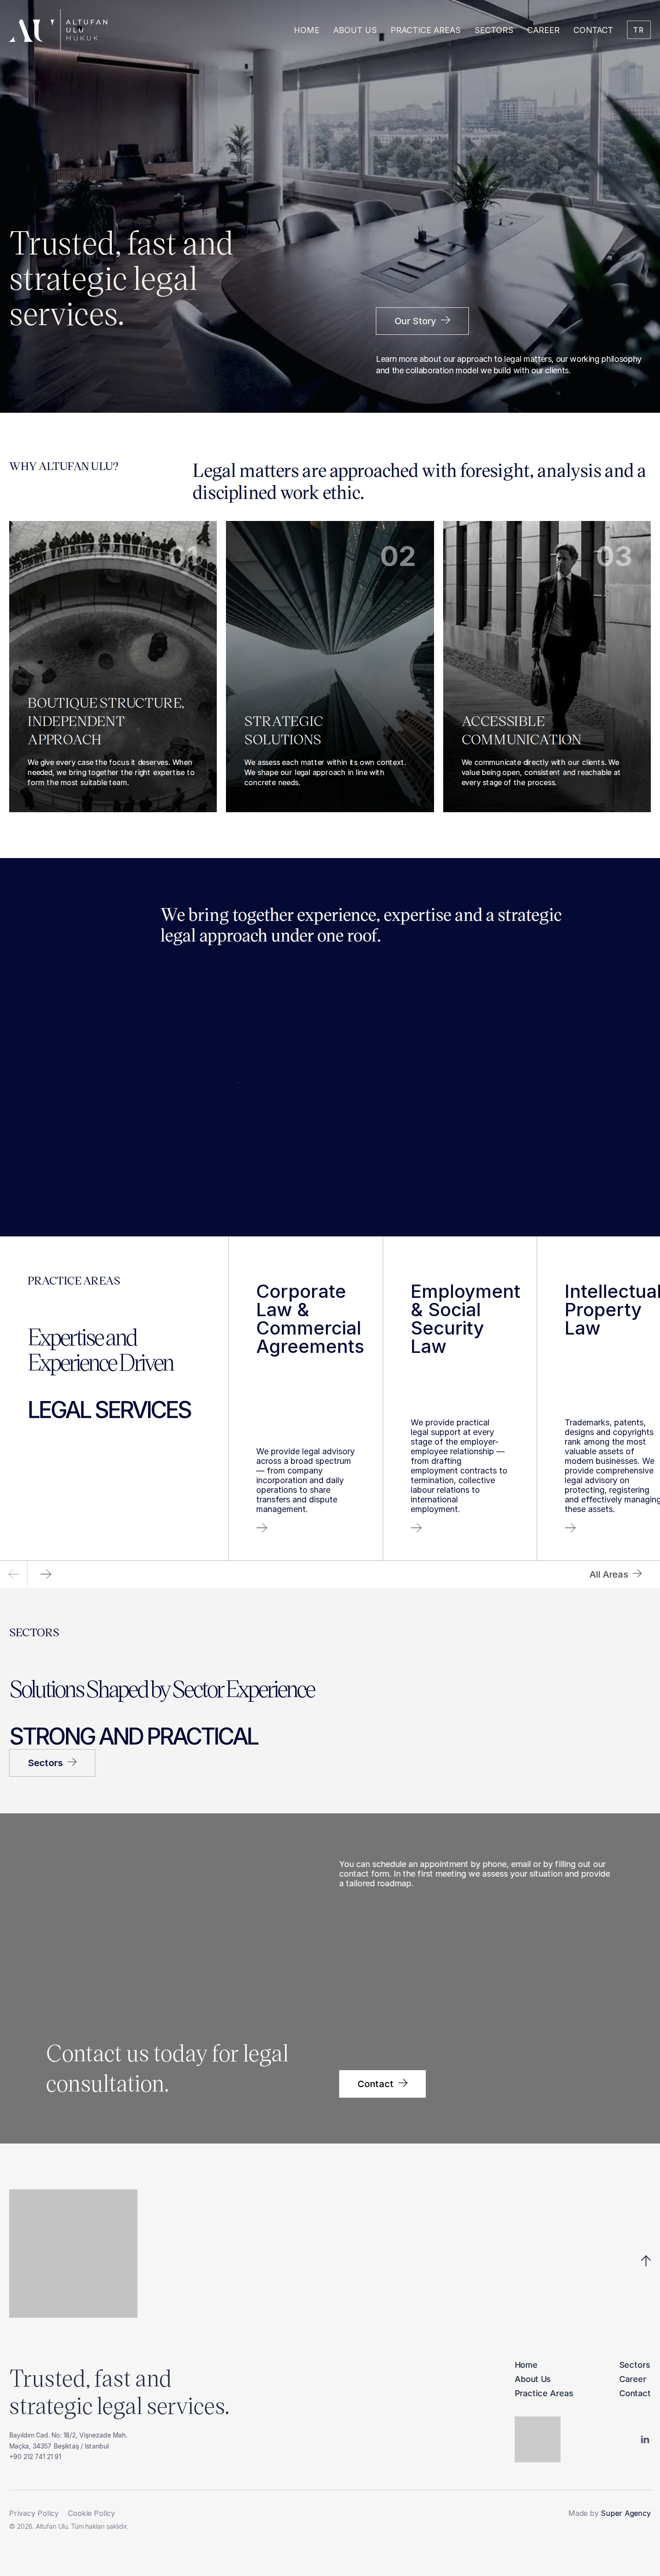 ALTUFAN
ULU
HUKUK
HOME ABOUT US PRACTICE AREAS SECTORS CAREER CONTACT TR
Trusted, fast and
strategic legal
services.
Our Story
Learn more about our approach to legal matters, our working philosophy
and the collaboration model we build with our clients.
WHY ALTUFAN ULU?
Legal matters are approached with foresight, analysis and a
disciplined work ethic.
01
BOUTIQUE STRUCTURE,
INDEPENDENT
APPROACH
We give every case the focus it deserves. When
needed, we bring together the right expertise to
form the most suitable team.
02
STRATEGIC
SOLUTIONS
We assess each matter within its own context.
We shape our legal approach in line with
concrete needs.
03
ACCESSIBLE
COMMUNICATION
We communicate directly with our clients. We
value being open, consistent and reachable at
every stage of the process.
We bring together experience, expertise and a strategic
legal approach under one roof.
PRACTICE AREAS
Expertise and
Experience Driven
LEGAL SERVICES
Corporate
Law &
Commercial
Agreements
We provide legal advisory
across a broad spectrum
— from company
incorporation and daily
operations to share
transfers and dispute
management.
Employment
& Social
Security
Law
We provide practical
legal support at every
stage of the employer-
employee relationship —
from drafting
employment contracts to
termination, collective
labour relations to
international
employment.
Intellectual
Property
Law
Trademarks, patents,
designs and copyrights
rank among the most
valuable assets of
modern businesses. We
provide comprehensive
legal advisory on
protecting, registering
and effectively managing
these assets.
All Areas
SECTORS
Solutions Shaped by Sector Experience
STRONG AND PRACTICAL
Sectors
You can schedule an appointment by phone, email or by filling out our
contact form. In the first meeting we assess your situation and provide
a tailored roadmap.
Contact us today for legal
consultation.
Contact
Trusted, fast and
strategic legal services.
Bayıldım Cad. No: 18/2, Vişnezade Mah.
Maçka, 34357 Beşiktaş / Istanbul
+90 212 741 21 91
Home
About Us
Practice Areas
Sectors
Career
Contact
in
Privacy Policy Cookie Policy
© 2026. Altufan Ulu. Tüm hakları saklıdır.
Made by Super Agency